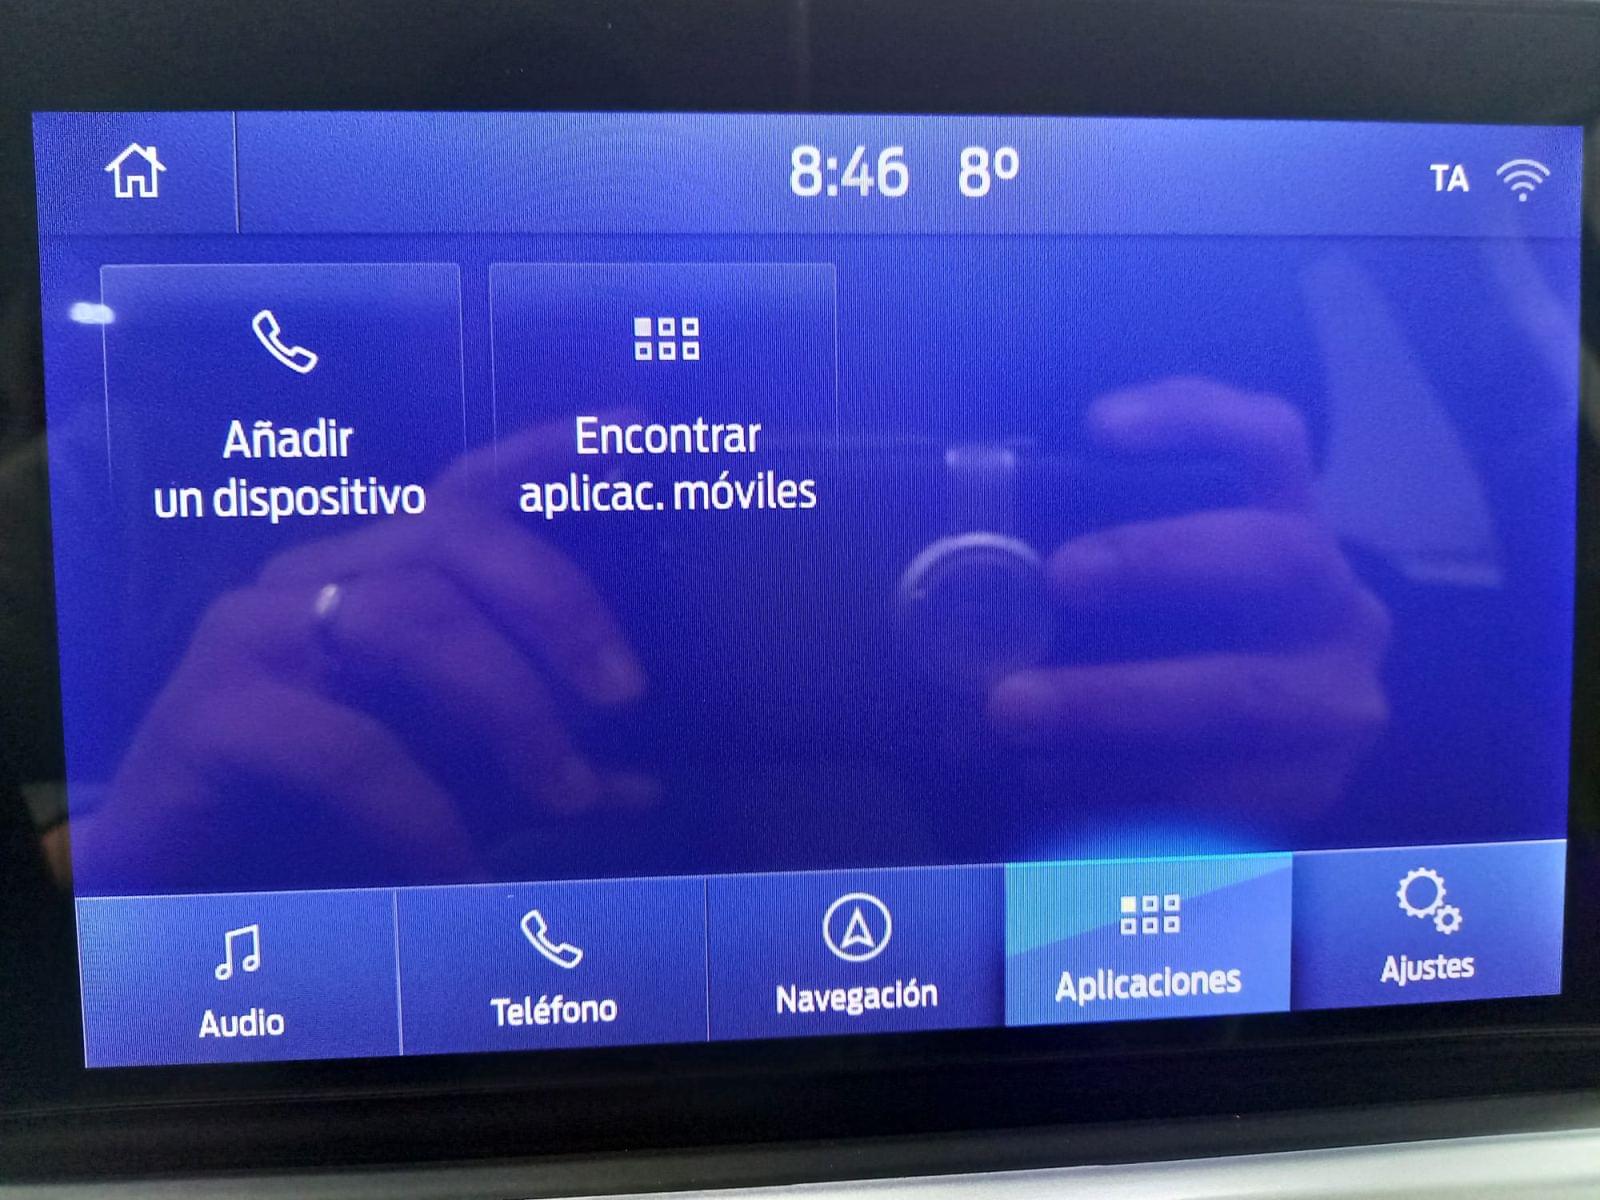 8:46 8º
TA
Añadir
un dispositivo
Encontrar
aplicac. móviles
Audio
Teléfono
Navegación
Aplicaciones
Ajustes